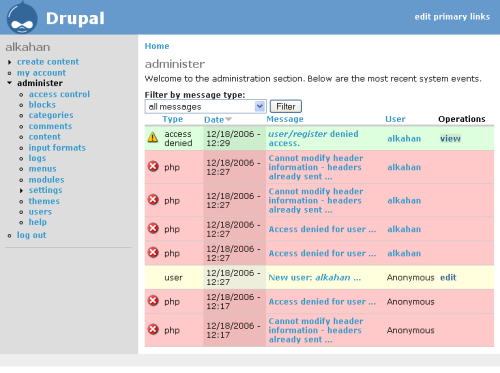 Drupal
edit primary links
alkahan
create content
my account
administer
access control
blocks
categories
comments
content
input formats
logs
menus
modules
settings
themes
users
help
log out
Home
administer
Welcome to the administration section. Below are the most recent system events.
Filter by message type:
all messages Filter
Type Date Message User Operations
access denied 12/18/2006 - 12:29 user/register denied access. alkahan view
php 12/18/2006 - 12:27 Cannot modify header information - headers already sent ... alkahan
php 12/18/2006 - 12:27 Cannot modify header information - headers already sent ... alkahan
php 12/18/2006 - 12:27 Access denied for user ... alkahan
php 12/18/2006 - 12:27 Access denied for user ... alkahan
user 12/18/2006 - 12:27 New user: alkahan ... Anonymous edit
php 12/18/2006 - 12:17 Access denied for user ... Anonymous
php 12/18/2006 - 12:17 Cannot modify header information - headers already sent ... Anonymous